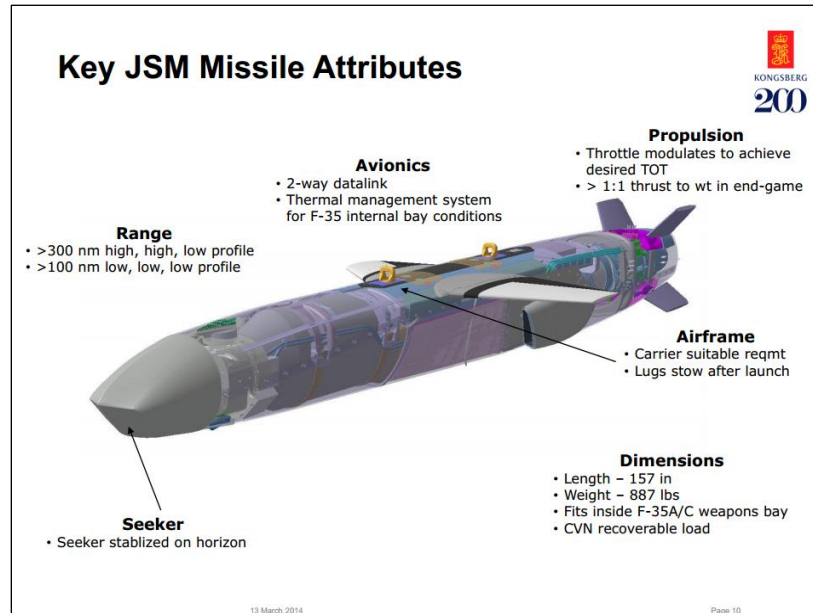 Key JSM Missile Attributes
KONGSBERG
200
Propulsion
• Throttle modulates to achieve
desired TOT
• > 1:1 thrust to wt in end-game
Avionics
• 2-way datalink
• Thermal management system
for F-35 internal bay conditions
Range
• >300 nm high, high, low profile
• >100 nm low, low, low profile
Airframe
• Carrier suitable reqmt
• Lugs stow after launch
Dimensions
• Length – 157 in
• Weight – 887 lbs
• Fits inside F-35A/C weapons bay
• CVN recoverable load
Seeker
• Seeker stablized on horizon
13 March 2014
Page 10